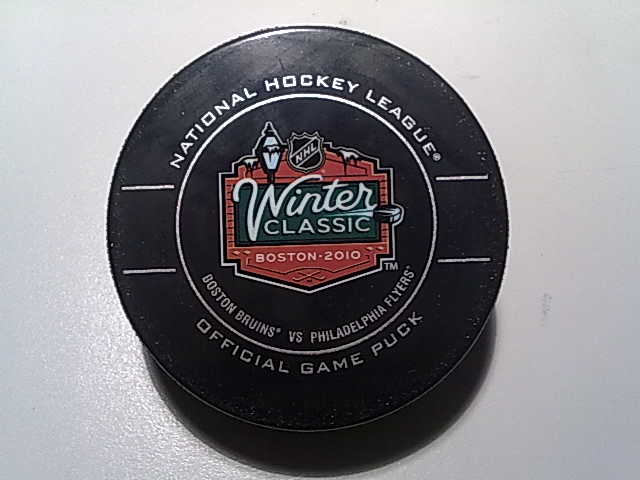 NATIONAL HOCKEY LEAGUE®
NHL
Winter
CLASSIC
BOSTON - 2010
TM
BOSTON BRUINS® VS PHILADELPHIA FLYERS®
OFFICIAL GAME PUCK